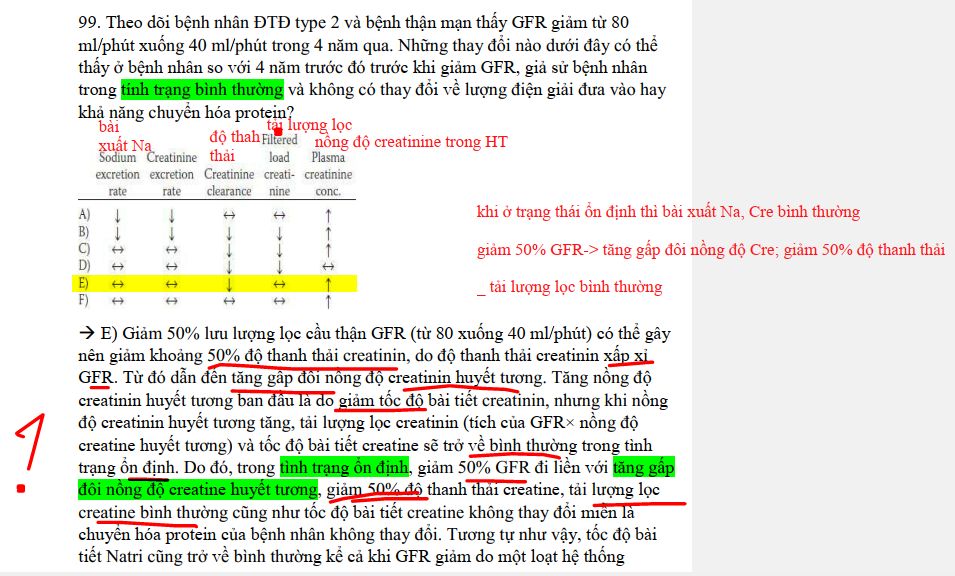 99. Theo dõi bệnh nhân ĐTĐ type 2 và bệnh thận mạn thấy GFR giảm từ 80
ml/phút xuống 40 ml/phút trong 4 năm qua. Những thay đổi nào dưới đây có thể
thấy ở bệnh nhân so với 4 năm trước đó trước khi giảm GFR, giả sử bệnh nhân
trong tính trạng bình thường và không có thay đổi về lượng điện giải đưa vào hay
khả năng chuyển hóa protein?
bài xuất Na
độ thah thải
tải lượng lọc
nồng độ creatinine trong HT
Sodium excretion rate
Creatinine excretion rate
Creatinine clearance
Filtered load creati- nine
Plasma creatinine conc.
A) ↓ ↓ ↔ ↔ ↑
B) ↓ ↓ ↓ ↓ ↑
C) ↔ ↔ ↓ ↓ ↑
D) ↔ ↔ ↓ ↓ ↔
E) ↔ ↔ ↓ ↔ ↑
F) ↔ ↔ ↔ ↔ ↑
khi ở trạng thái ổn định thì bài xuất Na, Cre bình thường
giảm 50% GFR-> tăng gấp đôi nồng độ Cre; giảm 50% độ thanh thải
_ tải lượng lọc bình thường
→ E) Giảm 50% lưu lượng lọc cầu thận GFR (từ 80 xuống 40 ml/phút) có thể gây
nên giảm khoảng 50% độ thanh thải creatinin, do độ thanh thải creatinin xấp xỉ
GFR. Từ đó dẫn đến tăng gấp đôi nồng độ creatinin huyết tương. Tăng nồng độ
creatinin huyết tương ban đầu là do giảm tốc độ bài tiết creatinin, nhưng khi nồng
độ creatinin huyết tương tăng, tải lượng lọc creatinin (tích của GFR× nồng độ
creatine huyết tương) và tốc độ bài tiết creatine sẽ trở về bình thường trong tình
trạng ổn định. Do đó, trong tình trạng ổn định, giảm 50% GFR đi liền với tăng gấp
đôi nồng độ creatine huyết tương, giảm 50% độ thanh thải creatine, tải lượng lọc
creatine bình thường cũng như tốc độ bài tiết creatine không thay đổi miễn là
chuyển hóa protein của bệnh nhân không thay đổi. Tương tự như vậy, tốc độ bài
tiết Natri cũng trở về bình thường kể cả khi GFR giảm do một loạt hệ thống